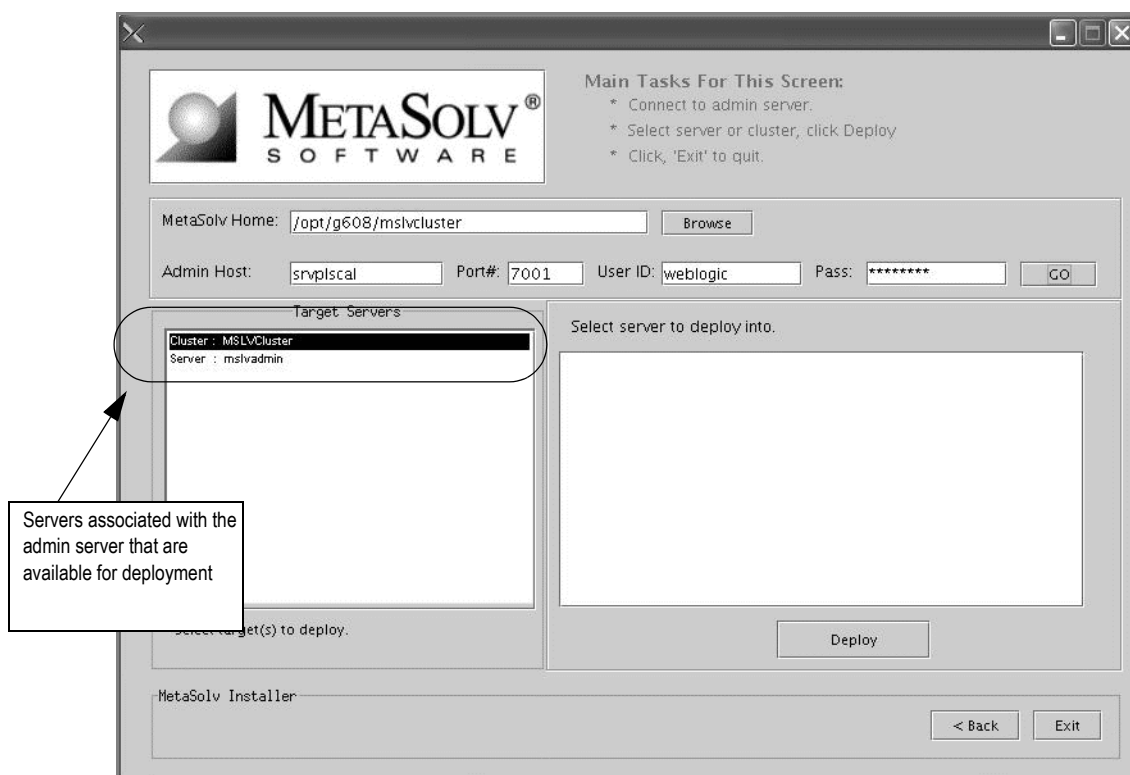 METASOLV®
SOFTWARE
Main Tasks For This Screen:
* Connect to admin server.
* Select server or cluster, click Deploy
* Click, 'Exit' to quit.
MetaSolv Home: /opt/g608/mslvcluster Browse
Admin Host: srvplscal Port#: 7001 User ID: weblogic Pass: ******** GO
Target Servers
Cluster : MSLVCluster
Server : mslvadmin
Select server to deploy into.
Servers associated with the
admin server that are
available for deployment
Select target(s) to deploy.
Deploy
MetaSolv Installer
< Back Exit